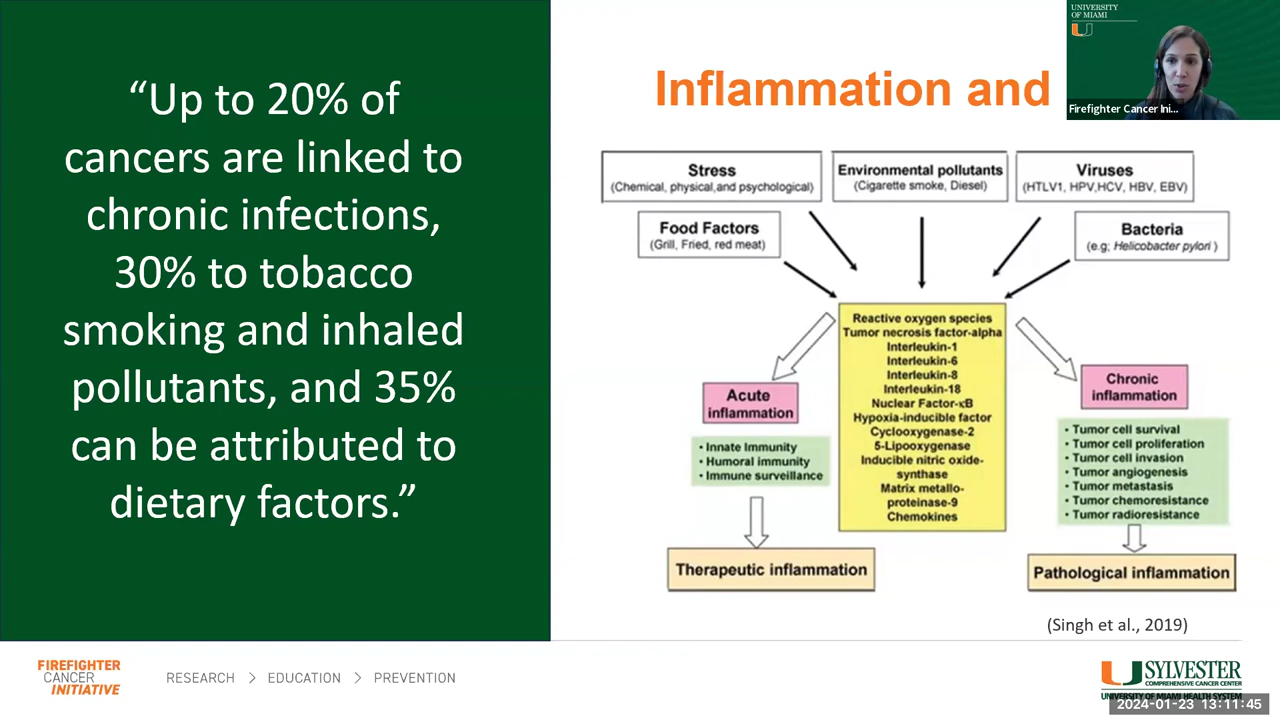 “Up to 20% of
cancers are linked to
chronic infections,
30% to tobacco
smoking and inhaled
pollutants, and 35%
can be attributed to
dietary factors.”
Inflammation and
UNIVERSITY
OF MIAMI
Firefighter Cancer Ini...
Stress
(Chemical, physical,and psychological)
Environmental pollutants
(Cigarette smoke, Diesel)
Viruses
(HTLV1, HPV,HCV, HBV, EBV)
Food Factors
(Grill, Fried, red meat)
Bacteria
(e.g; Helicobacter pylori )
Reactive oxygen species
Tumor necrosis factor-alpha
Interleukin-1
Interleukin-6
Interleukin-8
Interleukin-18
Nuclear Factor-κB
Hypoxia-inducible factor
Cyclooxygenase-2
5-Lipooxygenase
Inducible nitric oxide-
synthase
Matrix metallo-
proteinase-9
Chemokines
Acute
inflammation
• Innate Immunity
• Humoral immunity
• Immune surveillance
Therapeutic inflammation
Chronic
inflammation
• Tumor cell survival
• Tumor cell proliferation
• Tumor cell invasion
• Tumor angiogenesis
• Tumor metastasis
• Tumor chemoresistance
• Tumor radioresistance
Pathological inflammation
(Singh et al., 2019)
FIREFIGHTER
CANCER
INITIATIVE
RESEARCH > EDUCATION > PREVENTION
SYLVESTER
COMPREHENSIVE CANCER CENTER
UNIVERSITY OF MIAMI HEALTH SYSTEM
2024-01-23 13:11:45